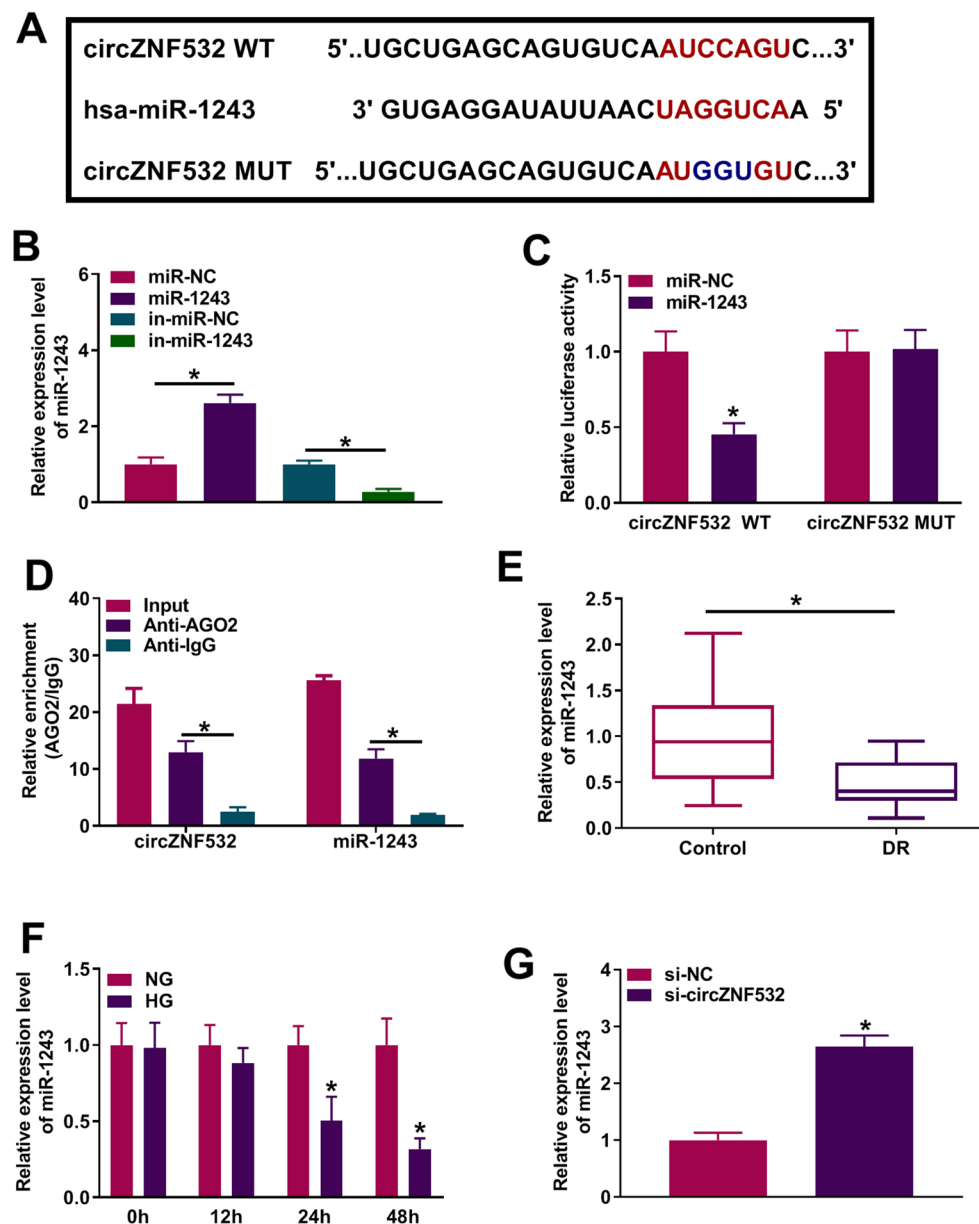 A
circZNF532 WT 5'..UGCUGAGCAGUGUCAAUCCAGUC...3'
hsa-miR-1243 3' GUGAGGAUAUUAACUAGGUCAA 5'
circZNF532 MUT 5'...UGCUGAGCAGUGUCAAUGGUGUC...3'
B
Relative expression level
of miR-1243
6
4
2
0
miR-NC
miR-1243
in-miR-NC
in-miR-1243
*
*
C
Relative luciferase activity
1.5
1.0
0.5
0.0
miR-NC
miR-1243
*
circZNF532 WT
circZNF532 MUT
D
Relative enrichment
(AGO2/IgG)
40
30
20
10
0
Input
Anti-AGO2
Anti-IgG
*
*
circZNF532
miR-1243
E
Relative expression level
of miR-1243
2.5
2.0
1.5
1.0
0.5
0.0
*
Control
DR
F
Relative expression level
of miR-1243
1.5
1.0
0.5
0.0
NG
HG
*
*
0h
12h
24h
48h
G
Relative expression level
of miR-1243
4
3
2
1
0
si-NC
si-circZNF532
*